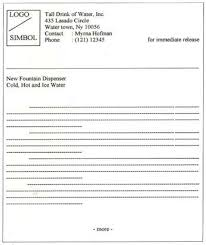 LOGO
SIMBOL
Tall Drink of Water, Inc.
435 Lasado Circle
Water town, Ny 10056
Contact : Myrna Hofman
Phone : (121) 12345
for immediate release
New Fountain Dispenser
Cold, Hot and Ice Water
- more -